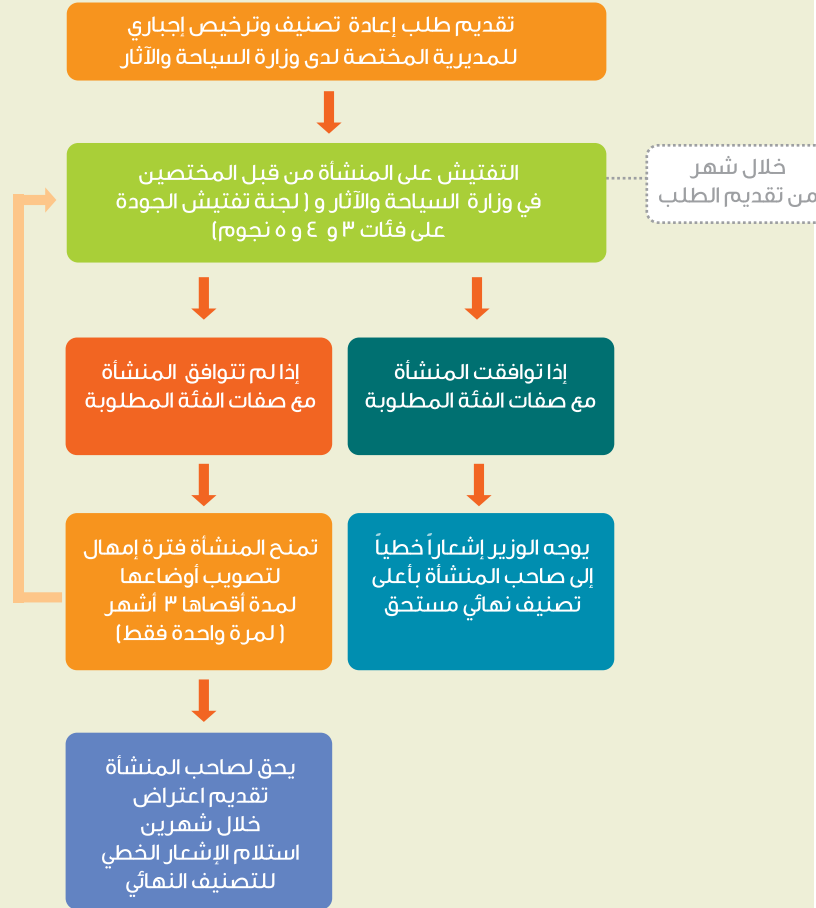 تقديم طلب إعادة تصنيف وترخيص إجباري
للمديرية المختصة لدى وزارة السياحة والآثار
التفتيش على المنشأة من قبل المختصين
في وزارة السياحة والآثار و ( لجنة تفتيش الجودة
على فئات ٣ و ٤ و ٥ نجوم)
خلال شهر
من تقديم الطلب
إذا توافقت المنشأة
مع صفات الفئة المطلوبة
إذا لم تتوافق المنشأة
مع صفات الفئة المطلوبة
يوجه الوزير إشعاراً خطياً
إلى صاحب المنشأة بأعلى
تصنيف نهائي مستحق
تمنح المنشأة فترة إمهال
لتصويب أوضاعها
لمدة أقصاها ٣ أشهر
( لمرة واحدة فقط)
يحق لصاحب المنشأة
تقديم اعتراض
خلال شهرين
استلام الإشعار الخطي
للتصنيف النهائي